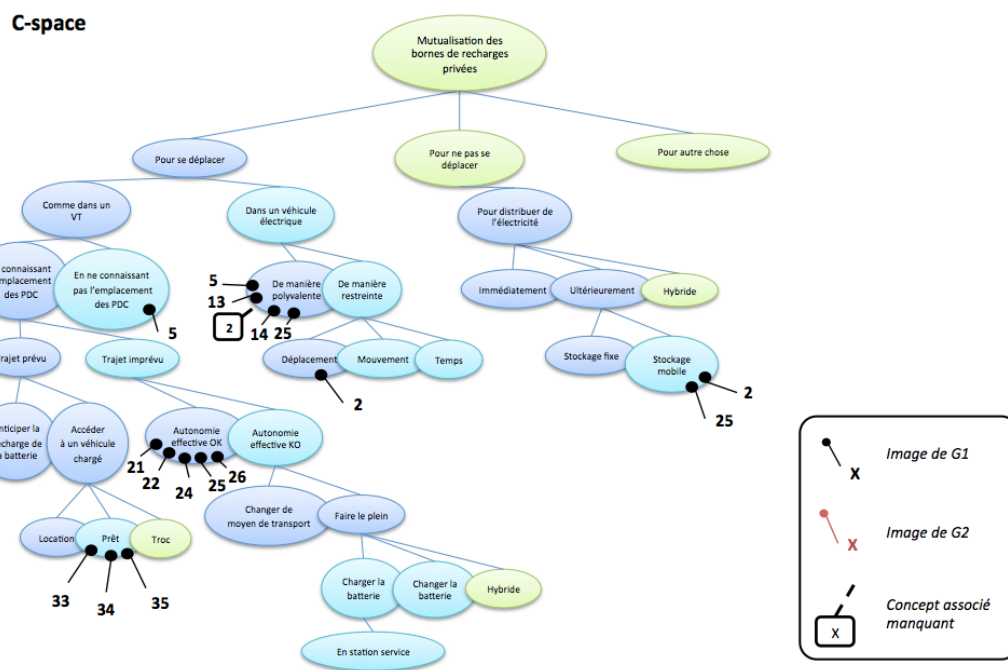 C-space
Mutualisation des
bornes de recharges
privées
Pour se déplacer
Pour ne pas se
déplacer
Pour autre chose
Comme dans un
VT
Dans un véhicule
électrique
Pour distribuer de
l'électricité
connaissant
des PDC
En ne connaissant
pas l'emplacement
des PDC
5
De manière
polyvalente
De manière
restreinte
5
13
2
14
25
Immédiatement
Ultérieurement
Hybride
Trajet imprévu
prévu
Déplacement
Mouvement
Temps
2
Stockage fixe
Stockage
mobile
2
25
la
recharge de
la batterie
Accéder
à un véhicule
chargé
Autonomie
effective OK
Autonomie
effective KO
21
22
24
25
26
Changer de
moyen de transport
Faire le plein
Location
Prêt
Troc
33
34
35
Charger la
batterie
Changer la
batterie
Hybride
En station service
X
Image de G1
X
Image de G2
X
Concept associé
manquant